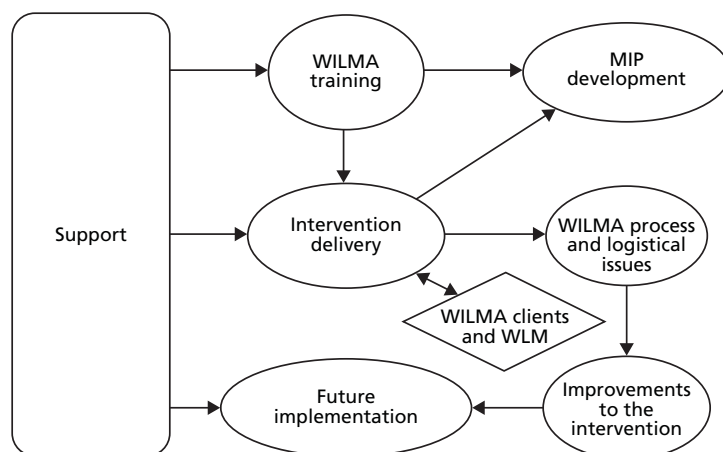 WILMA
training
MIP
development
Support
Intervention
delivery
WILMA process
and logistical
issues
WILMA clients
and WLM
Future
implementation
Improvements
to the
intervention